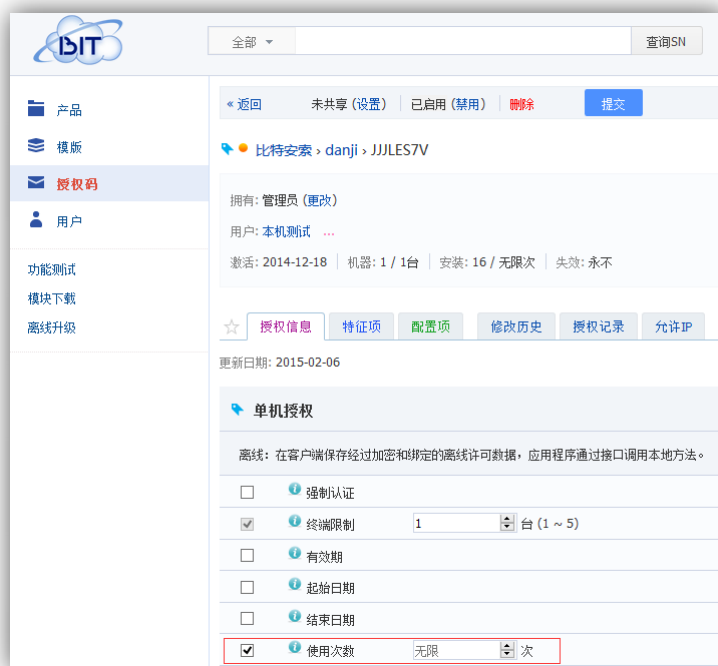 BIT
全部 查询SN
产品
模版
授权码
用户
功能测试
模块下载
离线升级
« 返回 未共享 (设置) 已启用 (禁用) 删除 提交
比特安索 › danji › JJJLES7V
拥有: 管理员 (更改)
用户: 本机测试 ...
激活: 2014-12-18 机器: 1 / 1台 安装: 16 / 无限次 失效: 永不
授权信息 特征项 配置项 修改历史 授权记录 允许IP
更新日期: 2015-02-06
单机授权
离线：在客户端保存经过加密和绑定的离线许可数据，应用程序通过接口调用本地方法。
强制认证
终端限制 1 台 (1 ~ 5)
有效期
起始日期
结束日期
使用次数 无限 次